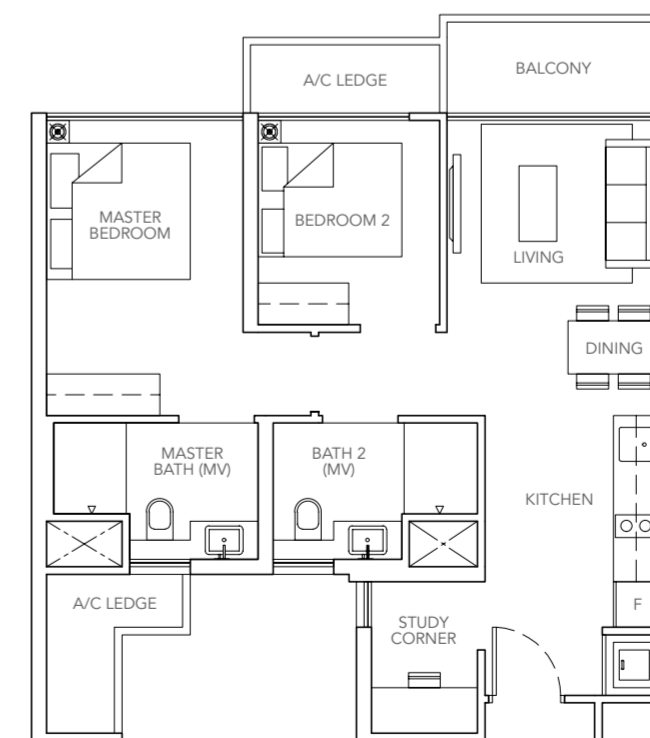 BALCONY
A/C LEDGE
MASTER
BEDROOM
BEDROOM 2
LIVING
DINING
MASTER
BATH (MV)
BATH 2
(MV)
KITCHEN
A/C LEDGE
F
STUDY
CORNER